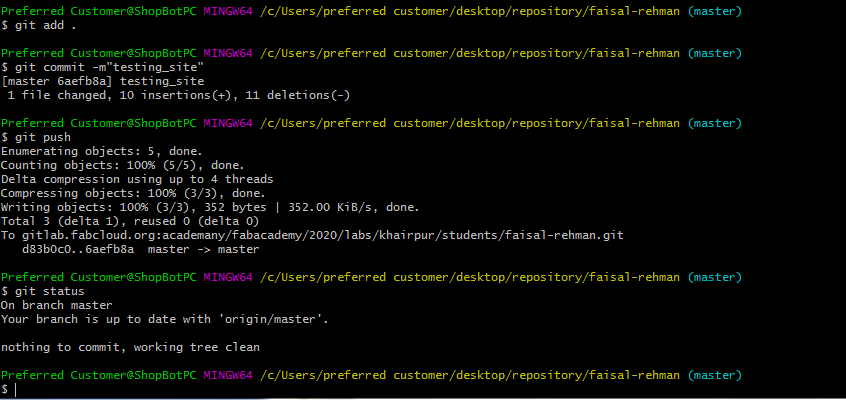 Preferred Customer@ShopBotPC MINGW64 /c/Users/preferred customer/desktop/repository/faisal-rehman (master)
$ git add .
Preferred Customer@ShopBotPC MINGW64 /c/Users/preferred customer/desktop/repository/faisal-rehman (master)
$ git commit -m"testing_site"
[master 6aefb8a] testing_site
1 file changed, 10 insertions(+), 11 deletions(-)
Preferred Customer@ShopBotPC MINGW64 /c/Users/preferred customer/desktop/repository/faisal-rehman (master)
$ git push
Enumerating objects: 5, done.
Counting objects: 100% (5/5), done.
Delta compression using up to 4 threads
Compressing objects: 100% (3/3), done.
Writing objects: 100% (3/3), 352 bytes | 352.00 KiB/s, done.
Total 3 (delta 1), reused 0 (delta 0)
To gitlab.fabcloud.org:academany/fabacademy/2020/labs/khairpur/students/faisal-rehman.git
d83b0c0..6aefb8a  master -> master
Preferred Customer@ShopBotPC MINGW64 /c/Users/preferred customer/desktop/repository/faisal-rehman (master)
$ git status
On branch master
Your branch is up to date with 'origin/master'.
nothing to commit, working tree clean
Preferred Customer@ShopBotPC MINGW64 /c/Users/preferred customer/desktop/repository/faisal-rehman (master)
$